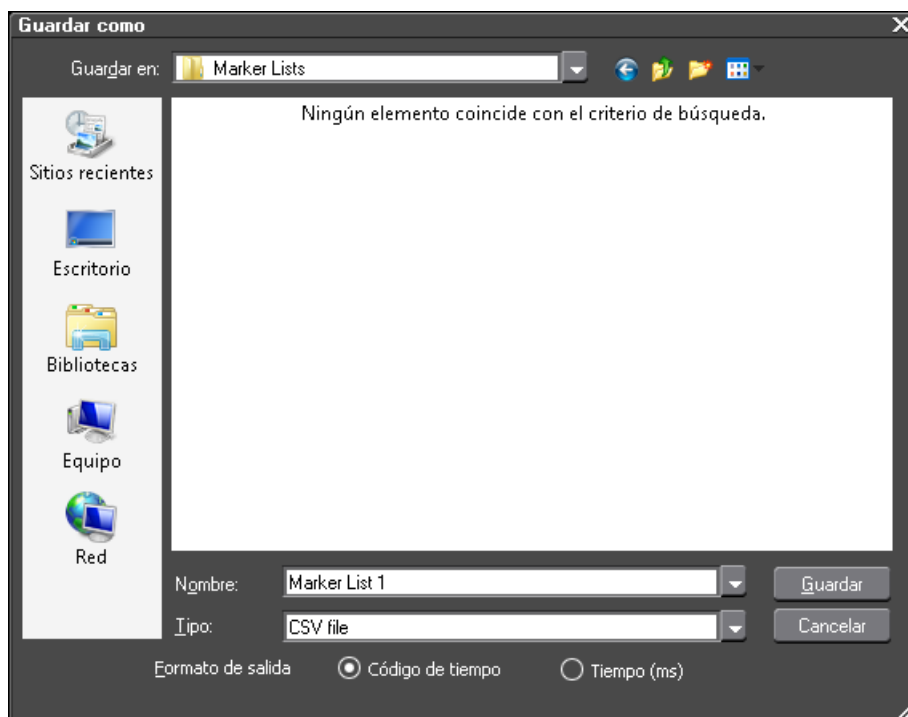 Guardar como
Guardar en: Marker Lists
Ningún elemento coincide con el criterio de búsqueda.
Sitios recientes
Escritorio
Bibliotecas
Equipo
Red
Nombre: Marker List 1 Guardar
Tipo: CSV file Cancelar
Formato de salida Código de tiempo Tiempo (ms)